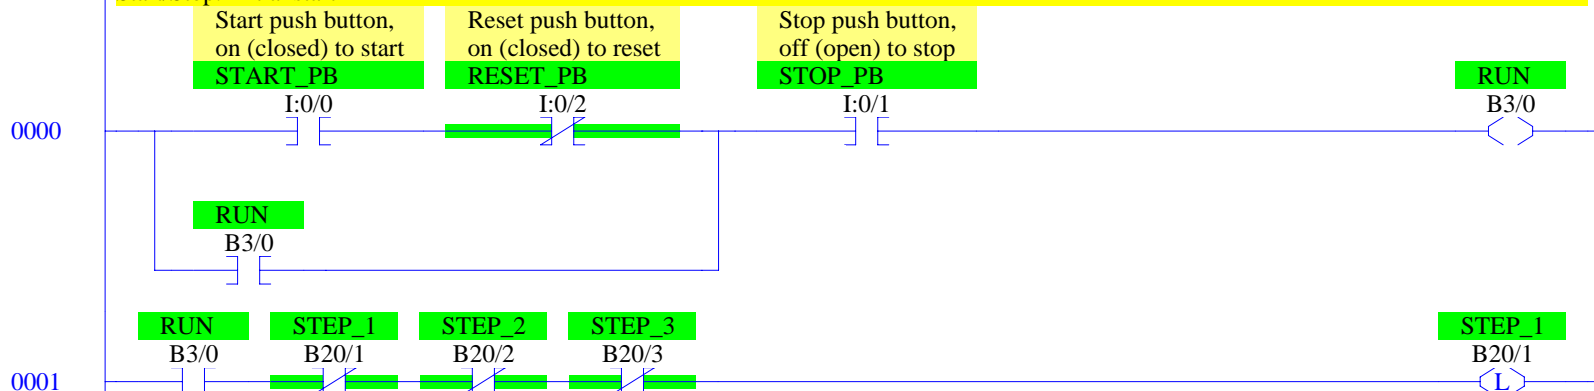 Start push button,
on (closed) to start
Reset push button,
on (closed) to reset
Stop push button,
off (open) to stop
START_PB
RESET_PB
STOP_PB
RUN
I:0/0
I:0/2
I:0/1
B3/0
0000
RUN
B3/0
RUN
STEP_1
STEP_2
STEP_3
STEP_1
B3/0
B20/1
B20/2
B20/3
B20/1
0001
L